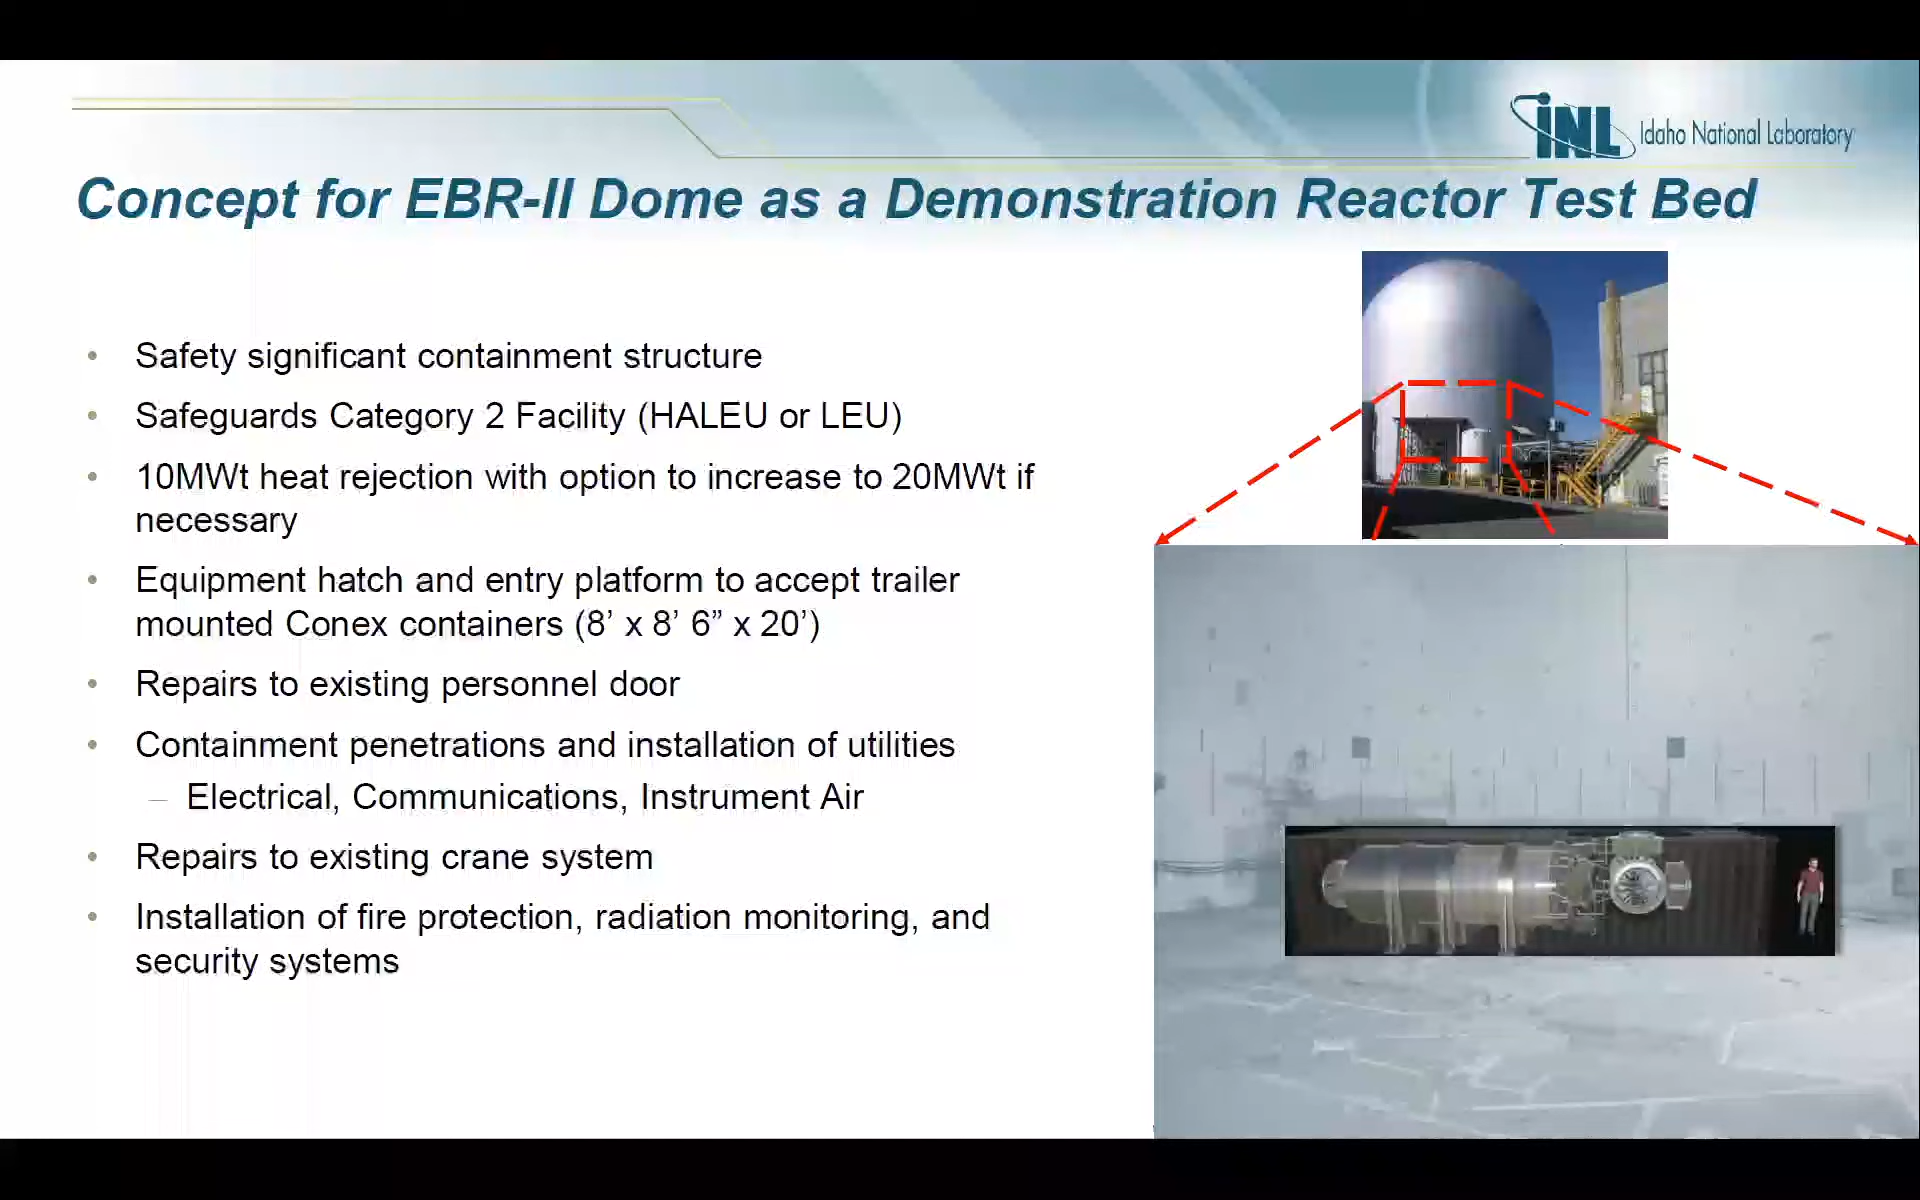 INL Idaho National Laboratory
Concept for EBR-II Dome as a Demonstration Reactor Test Bed
• Safety significant containment structure
• Safeguards Category 2 Facility (HALEU or LEU)
• 10MWt heat rejection with option to increase to 20MWt if
necessary
• Equipment hatch and entry platform to accept trailer
mounted Conex containers (8’ x 8’ 6” x 20’)
• Repairs to existing personnel door
• Containment penetrations and installation of utilities
– Electrical, Communications, Instrument Air
• Repairs to existing crane system
• Installation of fire protection, radiation monitoring, and
security systems